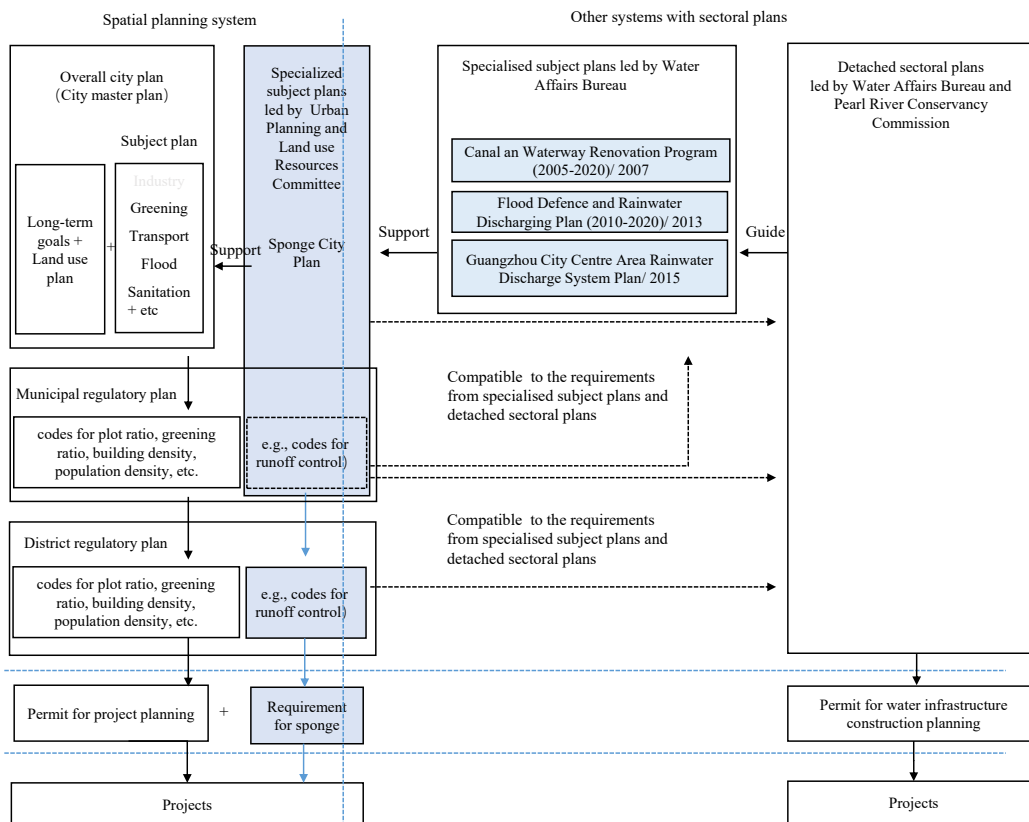 Spatial planning system
Other systems with sectoral plans
Overall city plan
(City master plan)
Subject plan
Long-term
goals +
Land use
plan
+
Industry
Greening
Transport
Flood
Sanitation
+ etc
Support
Specialized
subject plans
led by Urban
Planning and
Land use
Resources
Committee
Sponge City
Plan
Support
Specialised subject plans led by Water
Affairs Bureau
Canal an Waterway Renovation Program
(2005-2020)/ 2007
Flood Defence and Rainwater
Discharging Plan (2010-2020)/ 2013
Guangzhou City Centre Area Rainwater
Discharge System Plan/ 2015
Guide
Detached sectoral plans
led by Water Affairs Bureau and
Pearl River Conservancy
Commission
Municipal regulatory plan
codes for plot ratio, greening
ratio, building density,
population density, etc.
e.g., codes for
runoff control)
Compatible to the requirements
from specialised subject plans and
detached sectoral plans
District regulatory plan
codes for plot ratio, greening
ratio, building density,
population density, etc.
e.g., codes for
runoff control)
Compatible to the requirements
from specialised subject plans and
detached sectoral plans
Permit for project planning
+
Requirement
for sponge
Permit for water infrastructure
construction planning
Projects
Projects